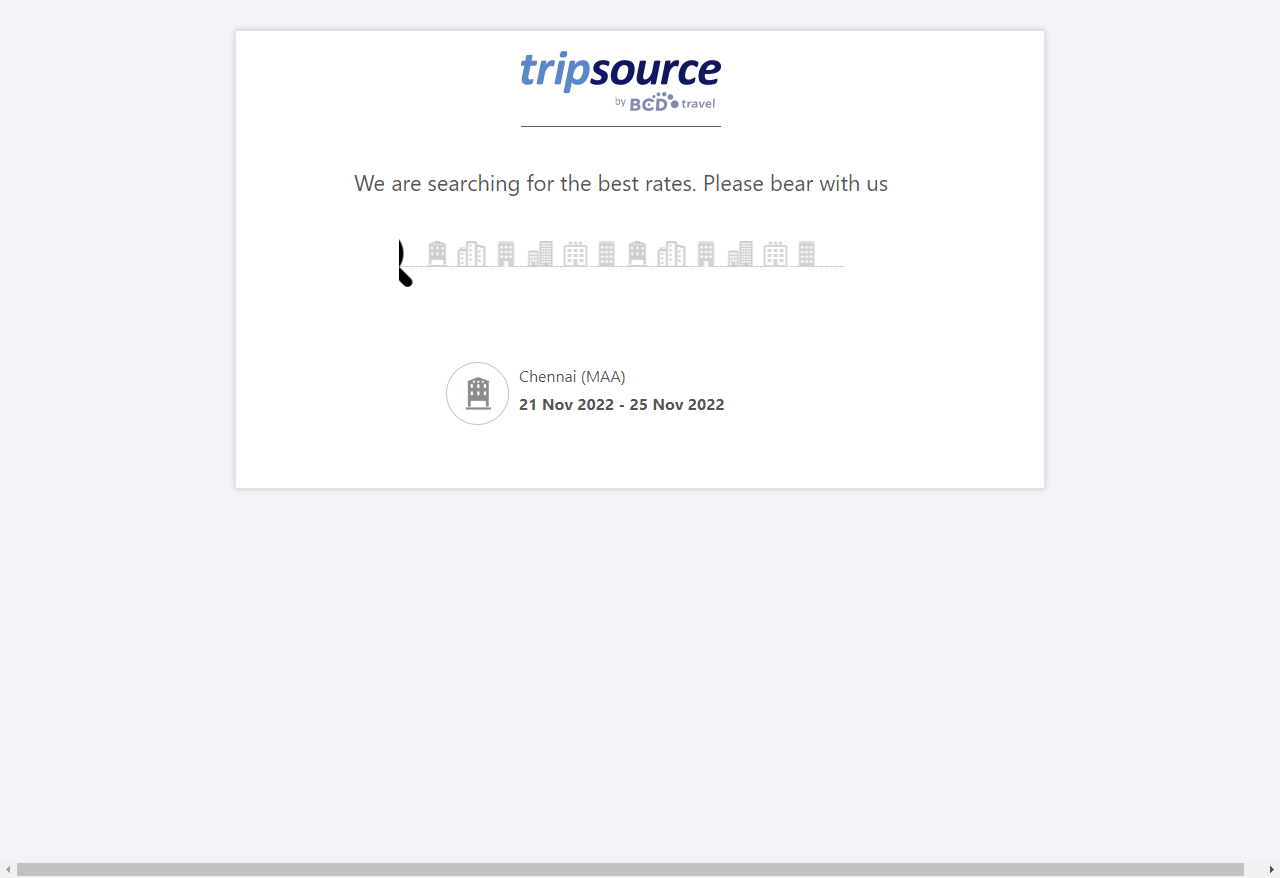 tripsource
by BCD travel
We are searching for the best rates. Please bear with us
Chennai (MAA)
21 Nov 2022 - 25 Nov 2022